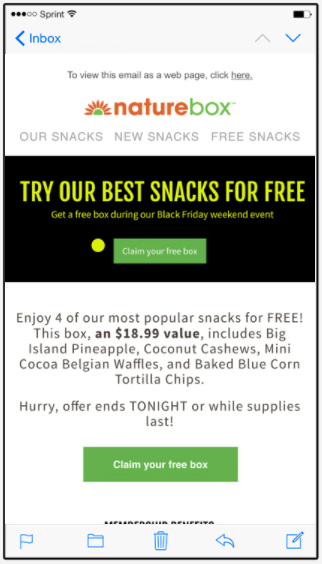 Sprint
Inbox
To view this email as a web page, click here.
naturebox
OUR SNACKS NEW SNACKS FREE SNACKS
TRY OUR BEST SNACKS FOR FREE
Get a free box during our Black Friday weekend event
Claim your free box
Enjoy 4 of our most popular snacks for FREE!
This box, an $18.99 value, includes Big
Island Pineapple, Coconut Cashews, Mini
Cocoa Belgian Waffles, and Baked Blue Corn
Tortilla Chips.
Hurry, offer ends TONIGHT or while supplies
last!
Claim your free box
MEMBERSHIP BENEFITS